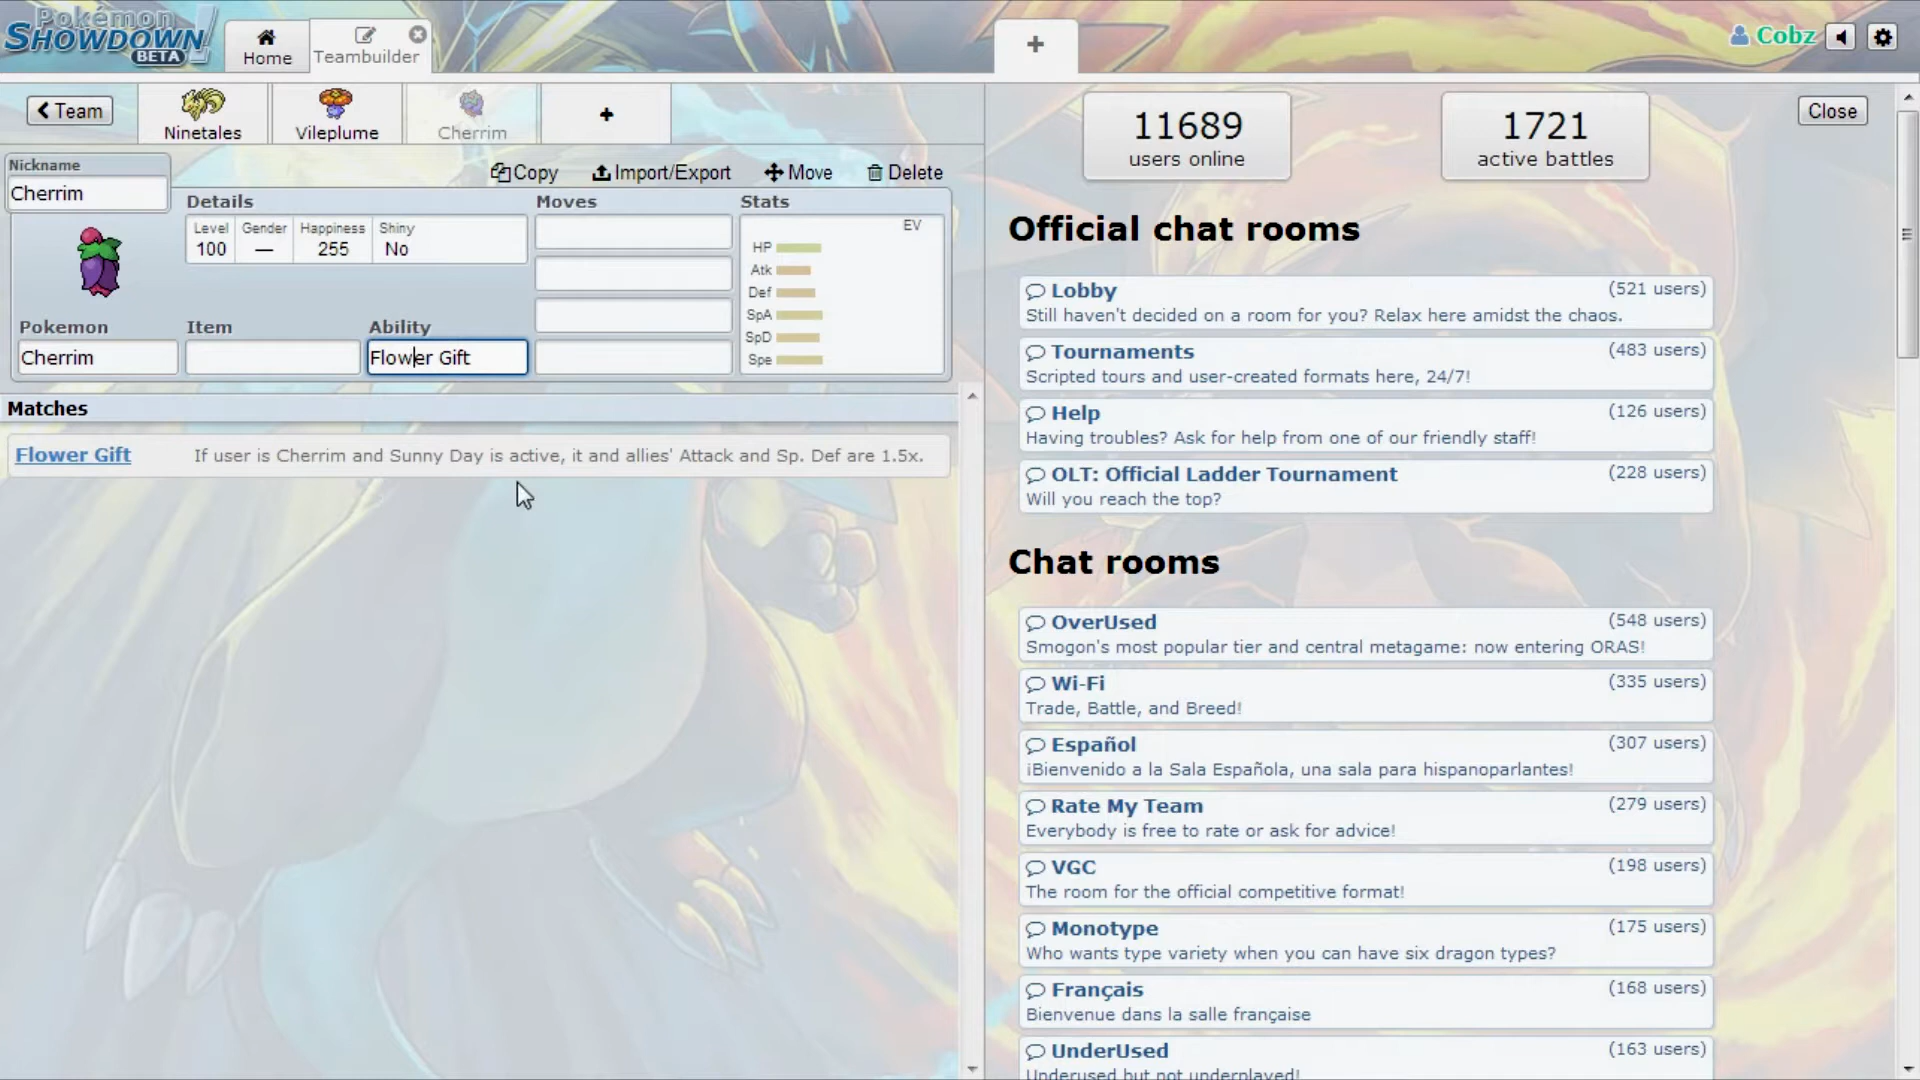 Pokémon
SHOWDOWN!
BETA
Home
Teambuilder
+
Cobz
Team
Ninetales
Vileplume
Cherrim
+
Nickname
Cherrim
Copy
Import/Export
Move
Delete
Details
Moves
Stats
Level
100
Gender
—
Happiness
255
Shiny
No
EV
HP
Atk
Def
SpA
SpD
Spe
Pokemon
Cherrim
Item
Ability
Flower Gift
Matches
Flower Gift If user is Cherrim and Sunny Day is active, it and allies' Attack and Sp. Def are 1.5x.
11689
users online
1721
active battles
Close
Official chat rooms
Lobby (521 users)
Still haven't decided on a room for you? Relax here amidst the chaos.
Tournaments (483 users)
Scripted tours and user-created formats here, 24/7!
Help (126 users)
Having troubles? Ask for help from one of our friendly staff!
OLT: Official Ladder Tournament (228 users)
Will you reach the top?
Chat rooms
OverUsed (548 users)
Smogon's most popular tier and central metagame: now entering ORAS!
Wi-Fi (335 users)
Trade, Battle, and Breed!
Español (307 users)
¡Bienvenido a la Sala Española, una sala para hispanoparlantes!
Rate My Team (279 users)
Everybody is free to rate or ask for advice!
VGC (198 users)
The room for the official competitive format!
Monotype (175 users)
Who wants type variety when you can have six dragon types?
Français (168 users)
Bienvenue dans la salle française
UnderUsed (163 users)
Underused but not underplayed!